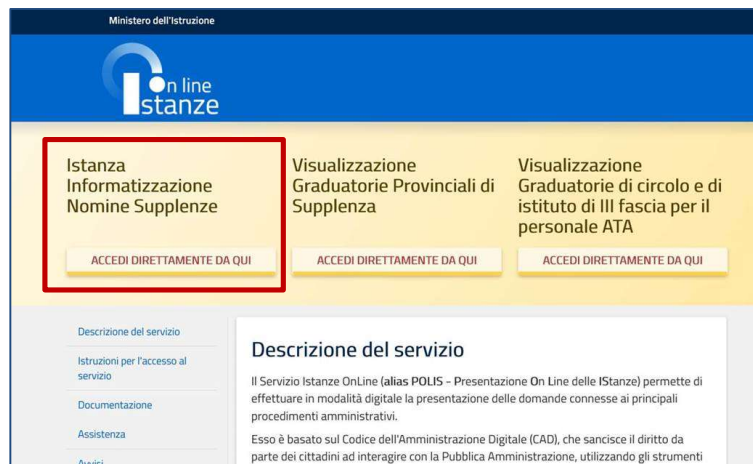 Ministero dell'Istruzione
On line
Istanze
Istanza
Informatizzazione
Nomine Supplenze
ACCEDI DIRETTAMENTE DA QUI
Visualizzazione
Graduatorie Provinciali di
Supplenza
ACCEDI DIRETTAMENTE DA QUI
Visualizzazione
Graduatorie di circolo e di
istituto di III fascia per il
personale ATA
ACCEDI DIRETTAMENTE DA QUI
Descrizione del servizio
Istruzioni per l'accesso al
servizio
Documentazione
Assistenza
Avvisi
Descrizione del servizio
Il Servizio Istanze OnLine (alias POLIS - Presentazione On Line delle IStanze) permette di
effettuare in modalità digitale la presentazione delle domande connesse ai principali
procedimenti amministrativi.
Esso è basato sul Codice dell'Amministrazione Digitale (CAD), che sancisce il diritto da
parte dei cittadini ad interagire con la Pubblica Amministrazione, utilizzando gli strumenti